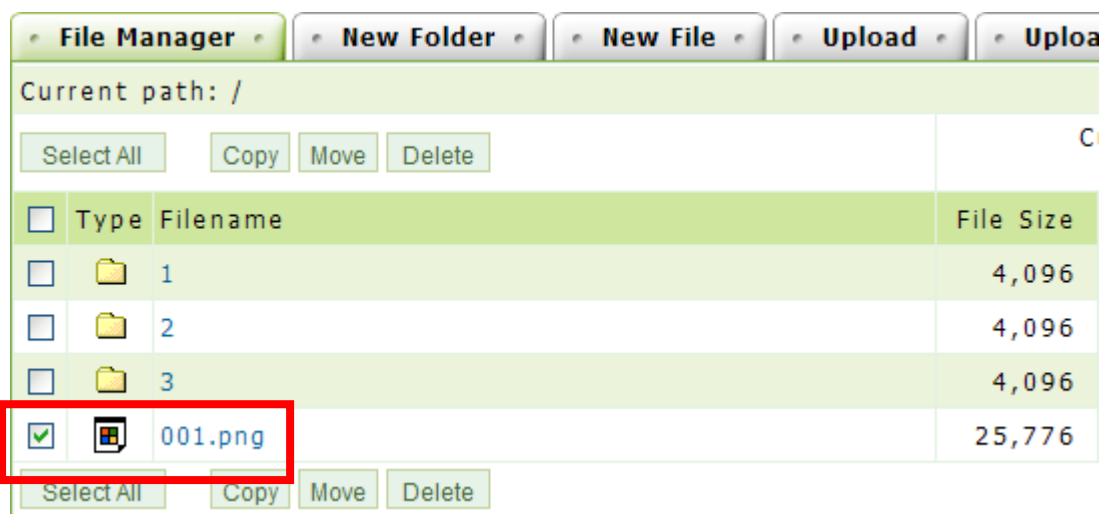 File Manager New Folder New File Upload Uploa
Current path: /
Select All Copy Move Delete C
Type Filename File Size
1 4,096
2 4,096
3 4,096
001.png 25,776
Select All Copy Move Delete